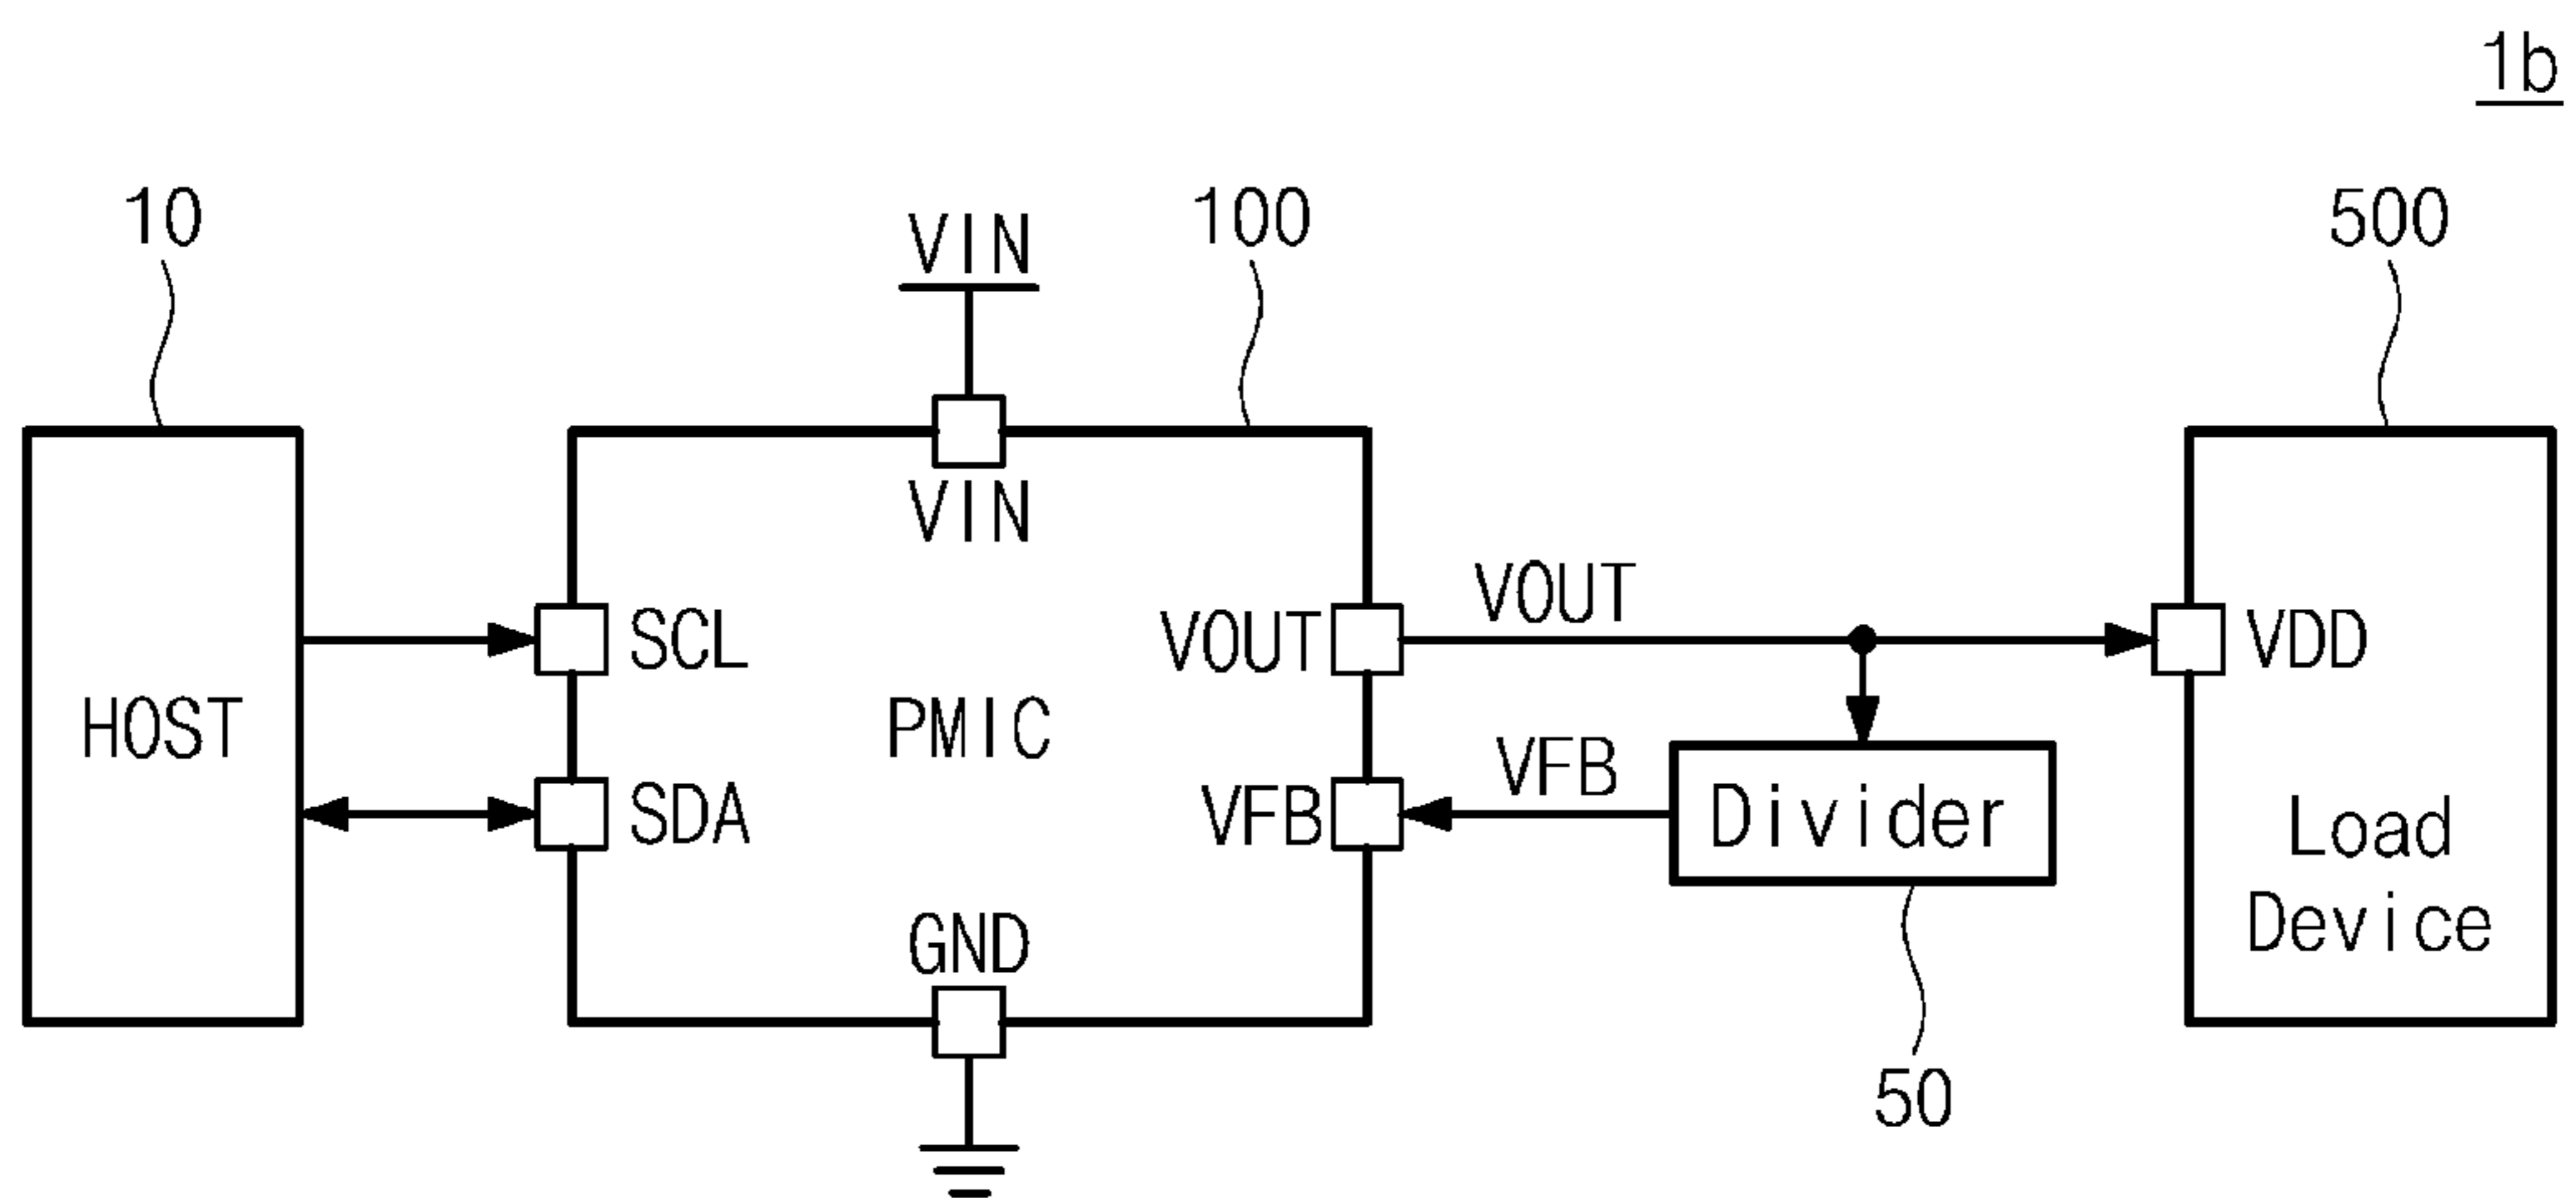 1b
10
VIN
100
500
VIN
SCL
VOUT
VOUT
VDD
HOST
PMIC
SDA
VFB
VFB
Divider
Load
Device
GND
50